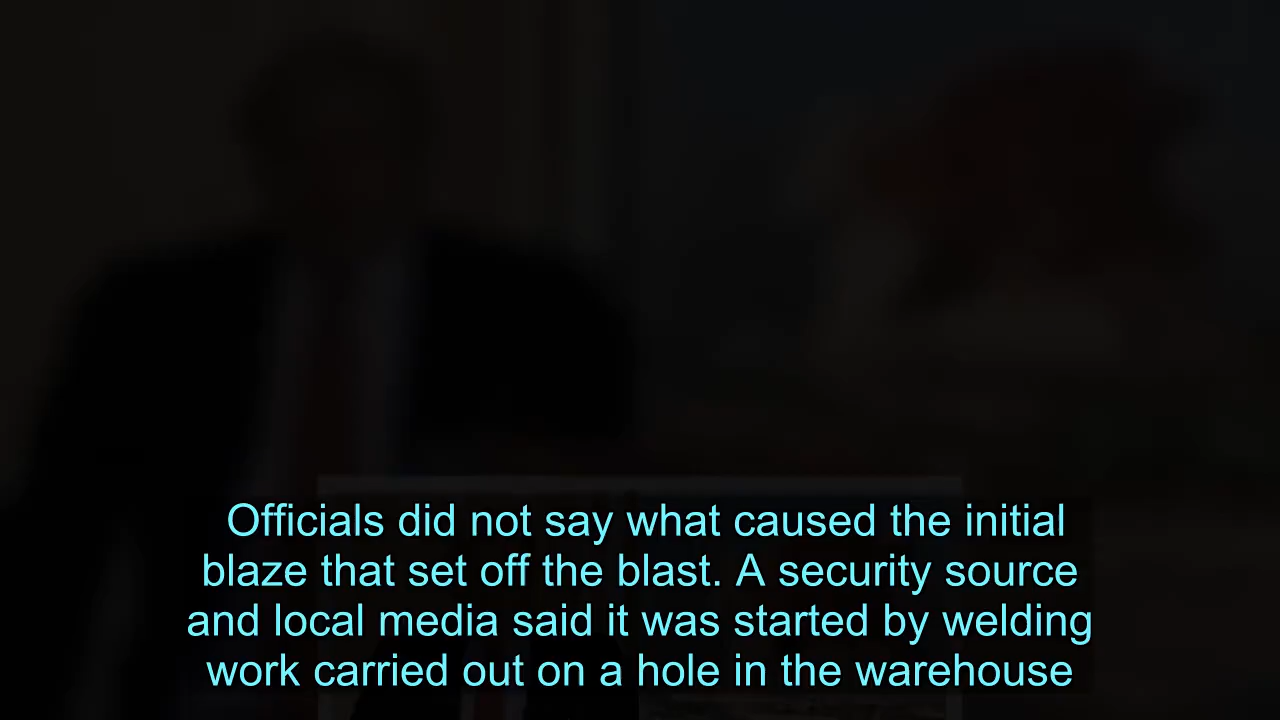 Officials did not say what caused the initial
blaze that set off the blast. A security source
and local media said it was started by welding
work carried out on a hole in the warehouse